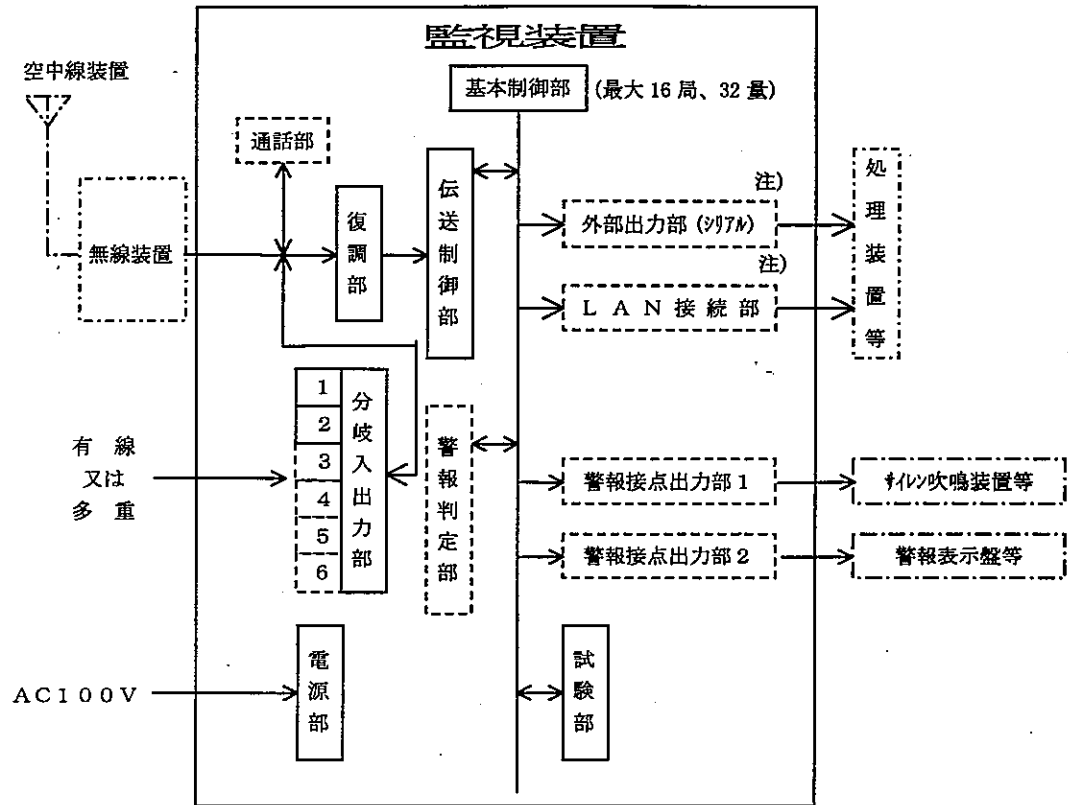 監視装置
空中線装置
基本制御部 (最大16局、32量)
通話部
伝送制御部
処理装置等
無線装置
復調部
注)
外部出力部(ｼﾘｱﾙ)
注)
LAN接続部
1
2
3
4
5
6
分岐入出力部
警報判定部
有線
又は
多重
警報接点出力部1
ｻｲﾚﾝ吹鳴装置等
警報接点出力部2
警報表示盤等
電源部
試験部
AC100V